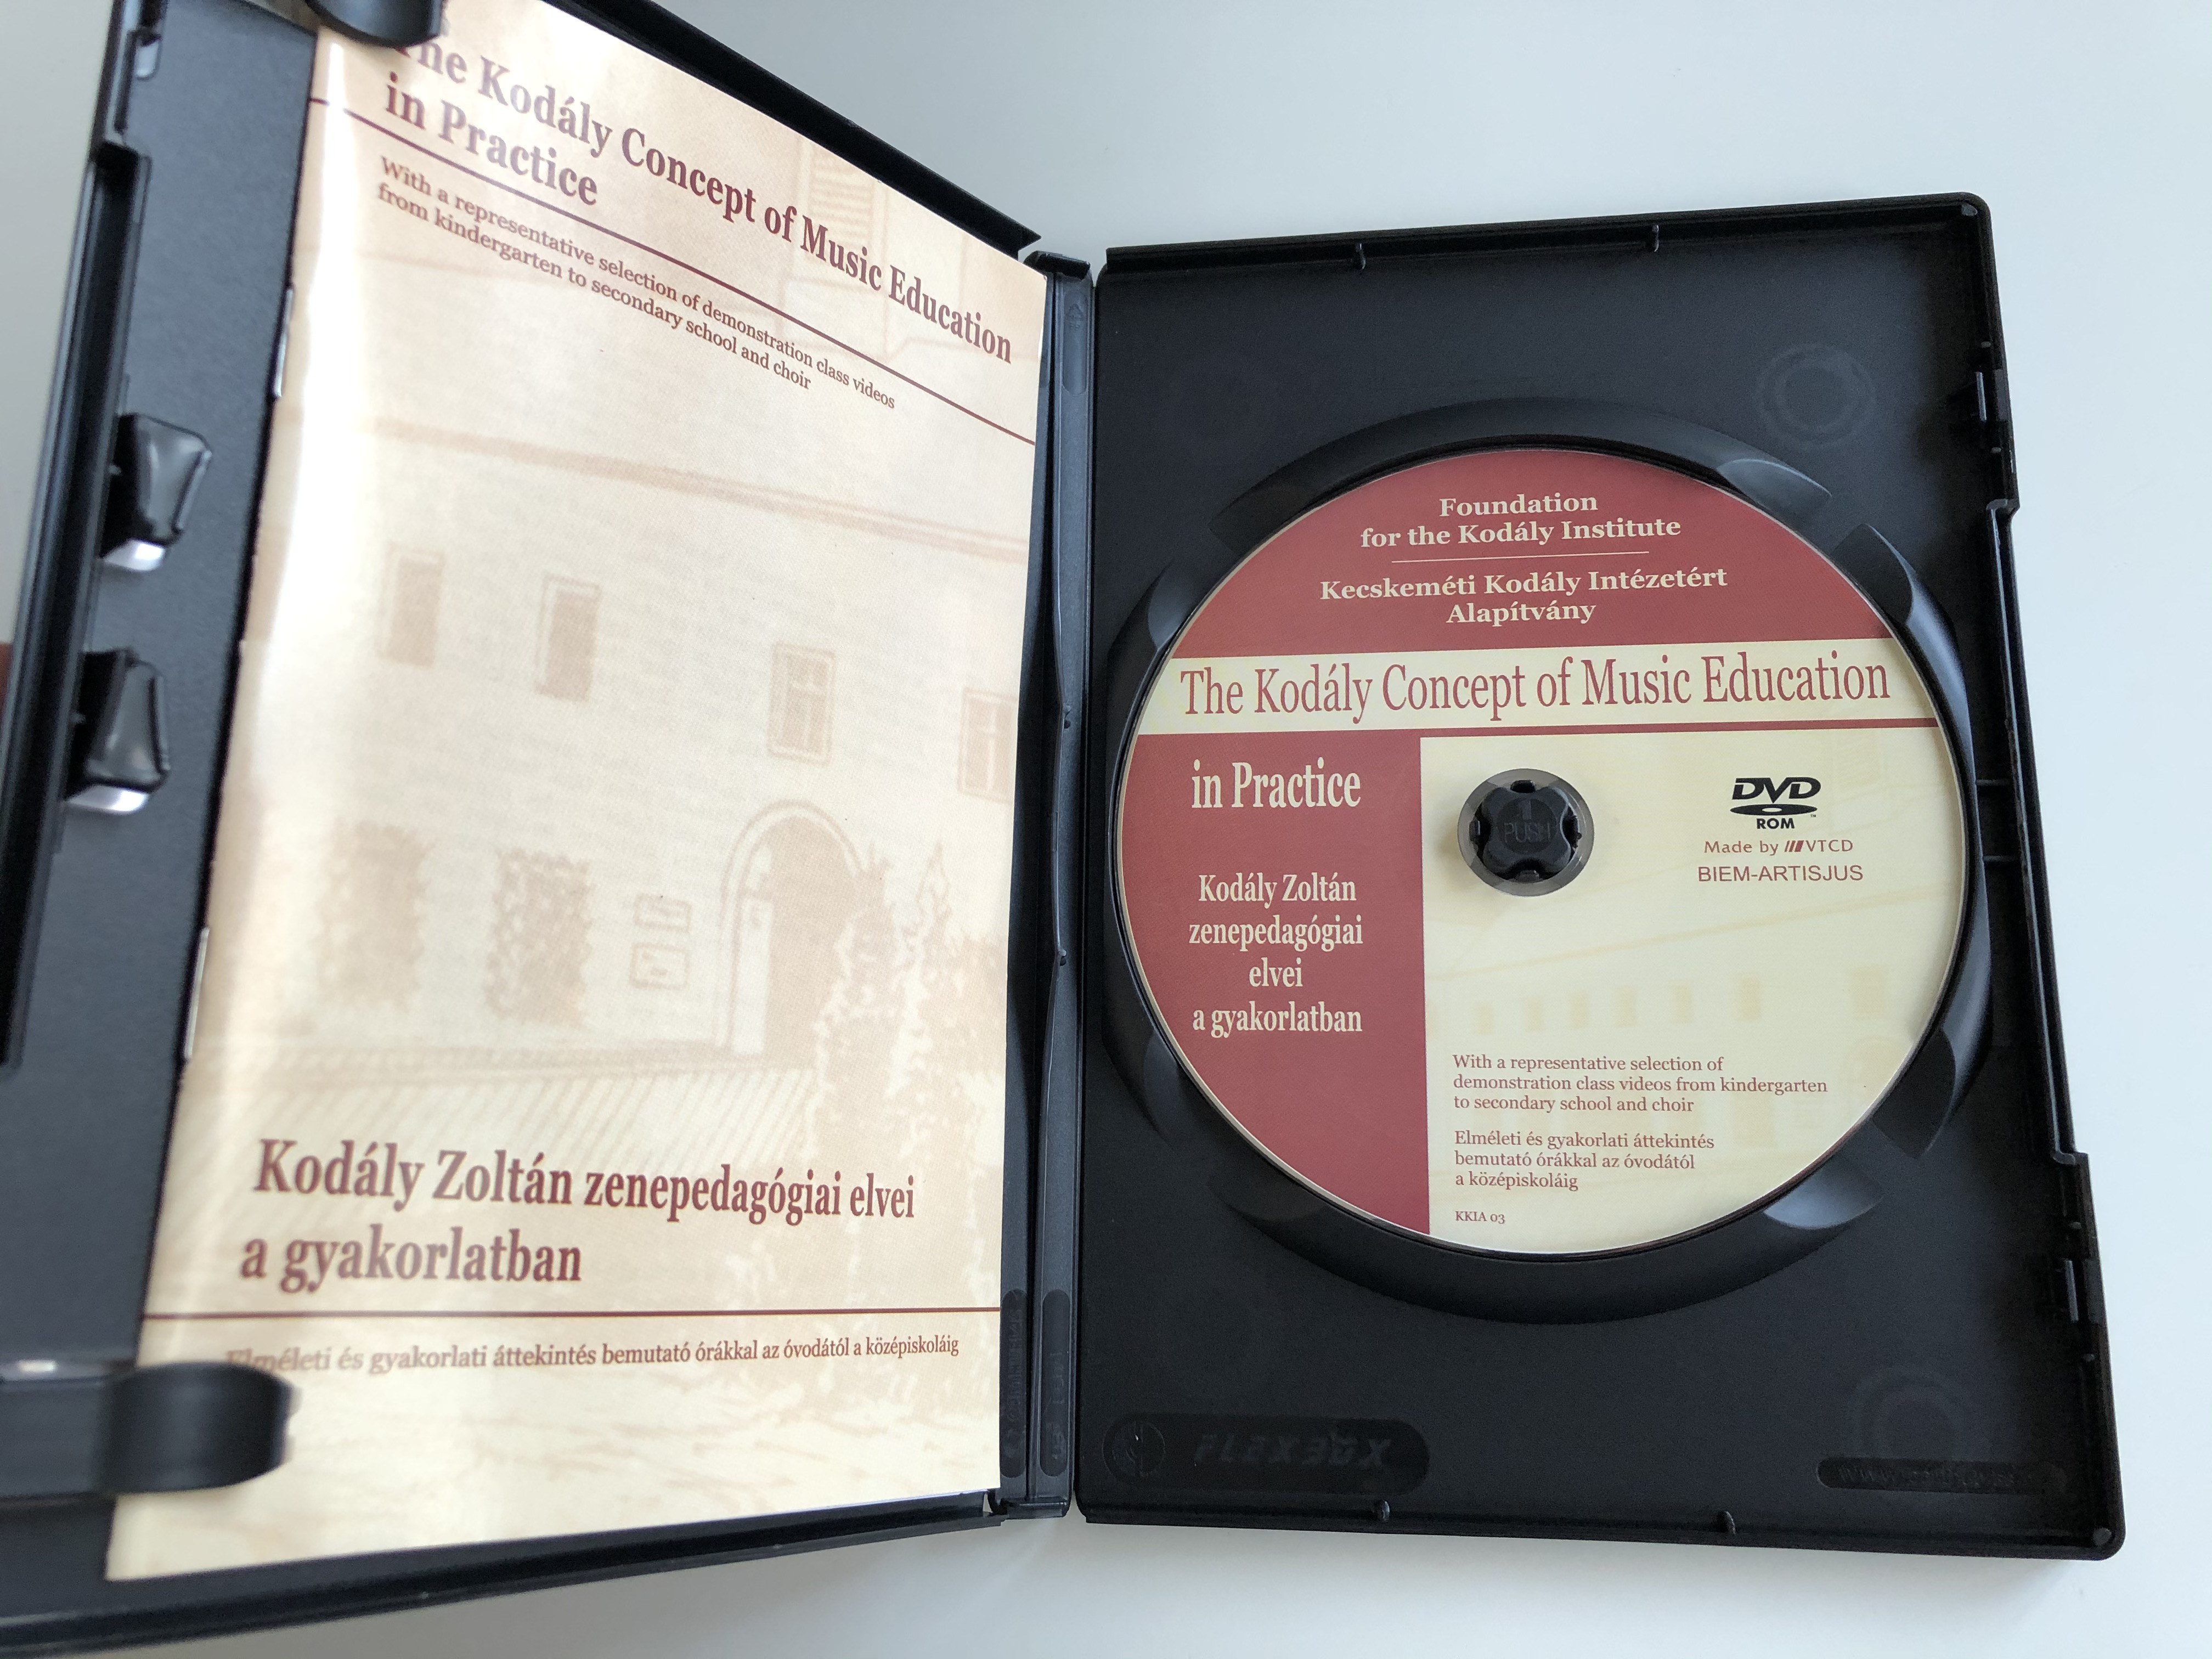 The Kodály Concept of Music Education
in Practice
With a representative selection of demonstration class videos
from kindergarten to secondary school and choir
Kodály Zoltán zenepedagógiai elvei
a gyakorlatban
Elméleti és gyakorlati áttekintés bemutató órákkal az óvodától a középiskoláig
Foundation
for the Kodály Institute
Kecskeméti Kodály Intézetért
Alapítvány
The Kodály Concept of Music Education
in Practice
Kodály Zoltán
zenepedagógiai
elvei
a gyakorlatban
PUSH
DVD
ROM
Made by VTCD
BIEM-ARTISJUS
With a representative selection of
demonstration class videos from kindergarten
to secondary school and choir
Elméleti és gyakorlati áttekintés
bemutató órákkal az óvodától
a középiskoláig
KKIA 03
FLEXBOX